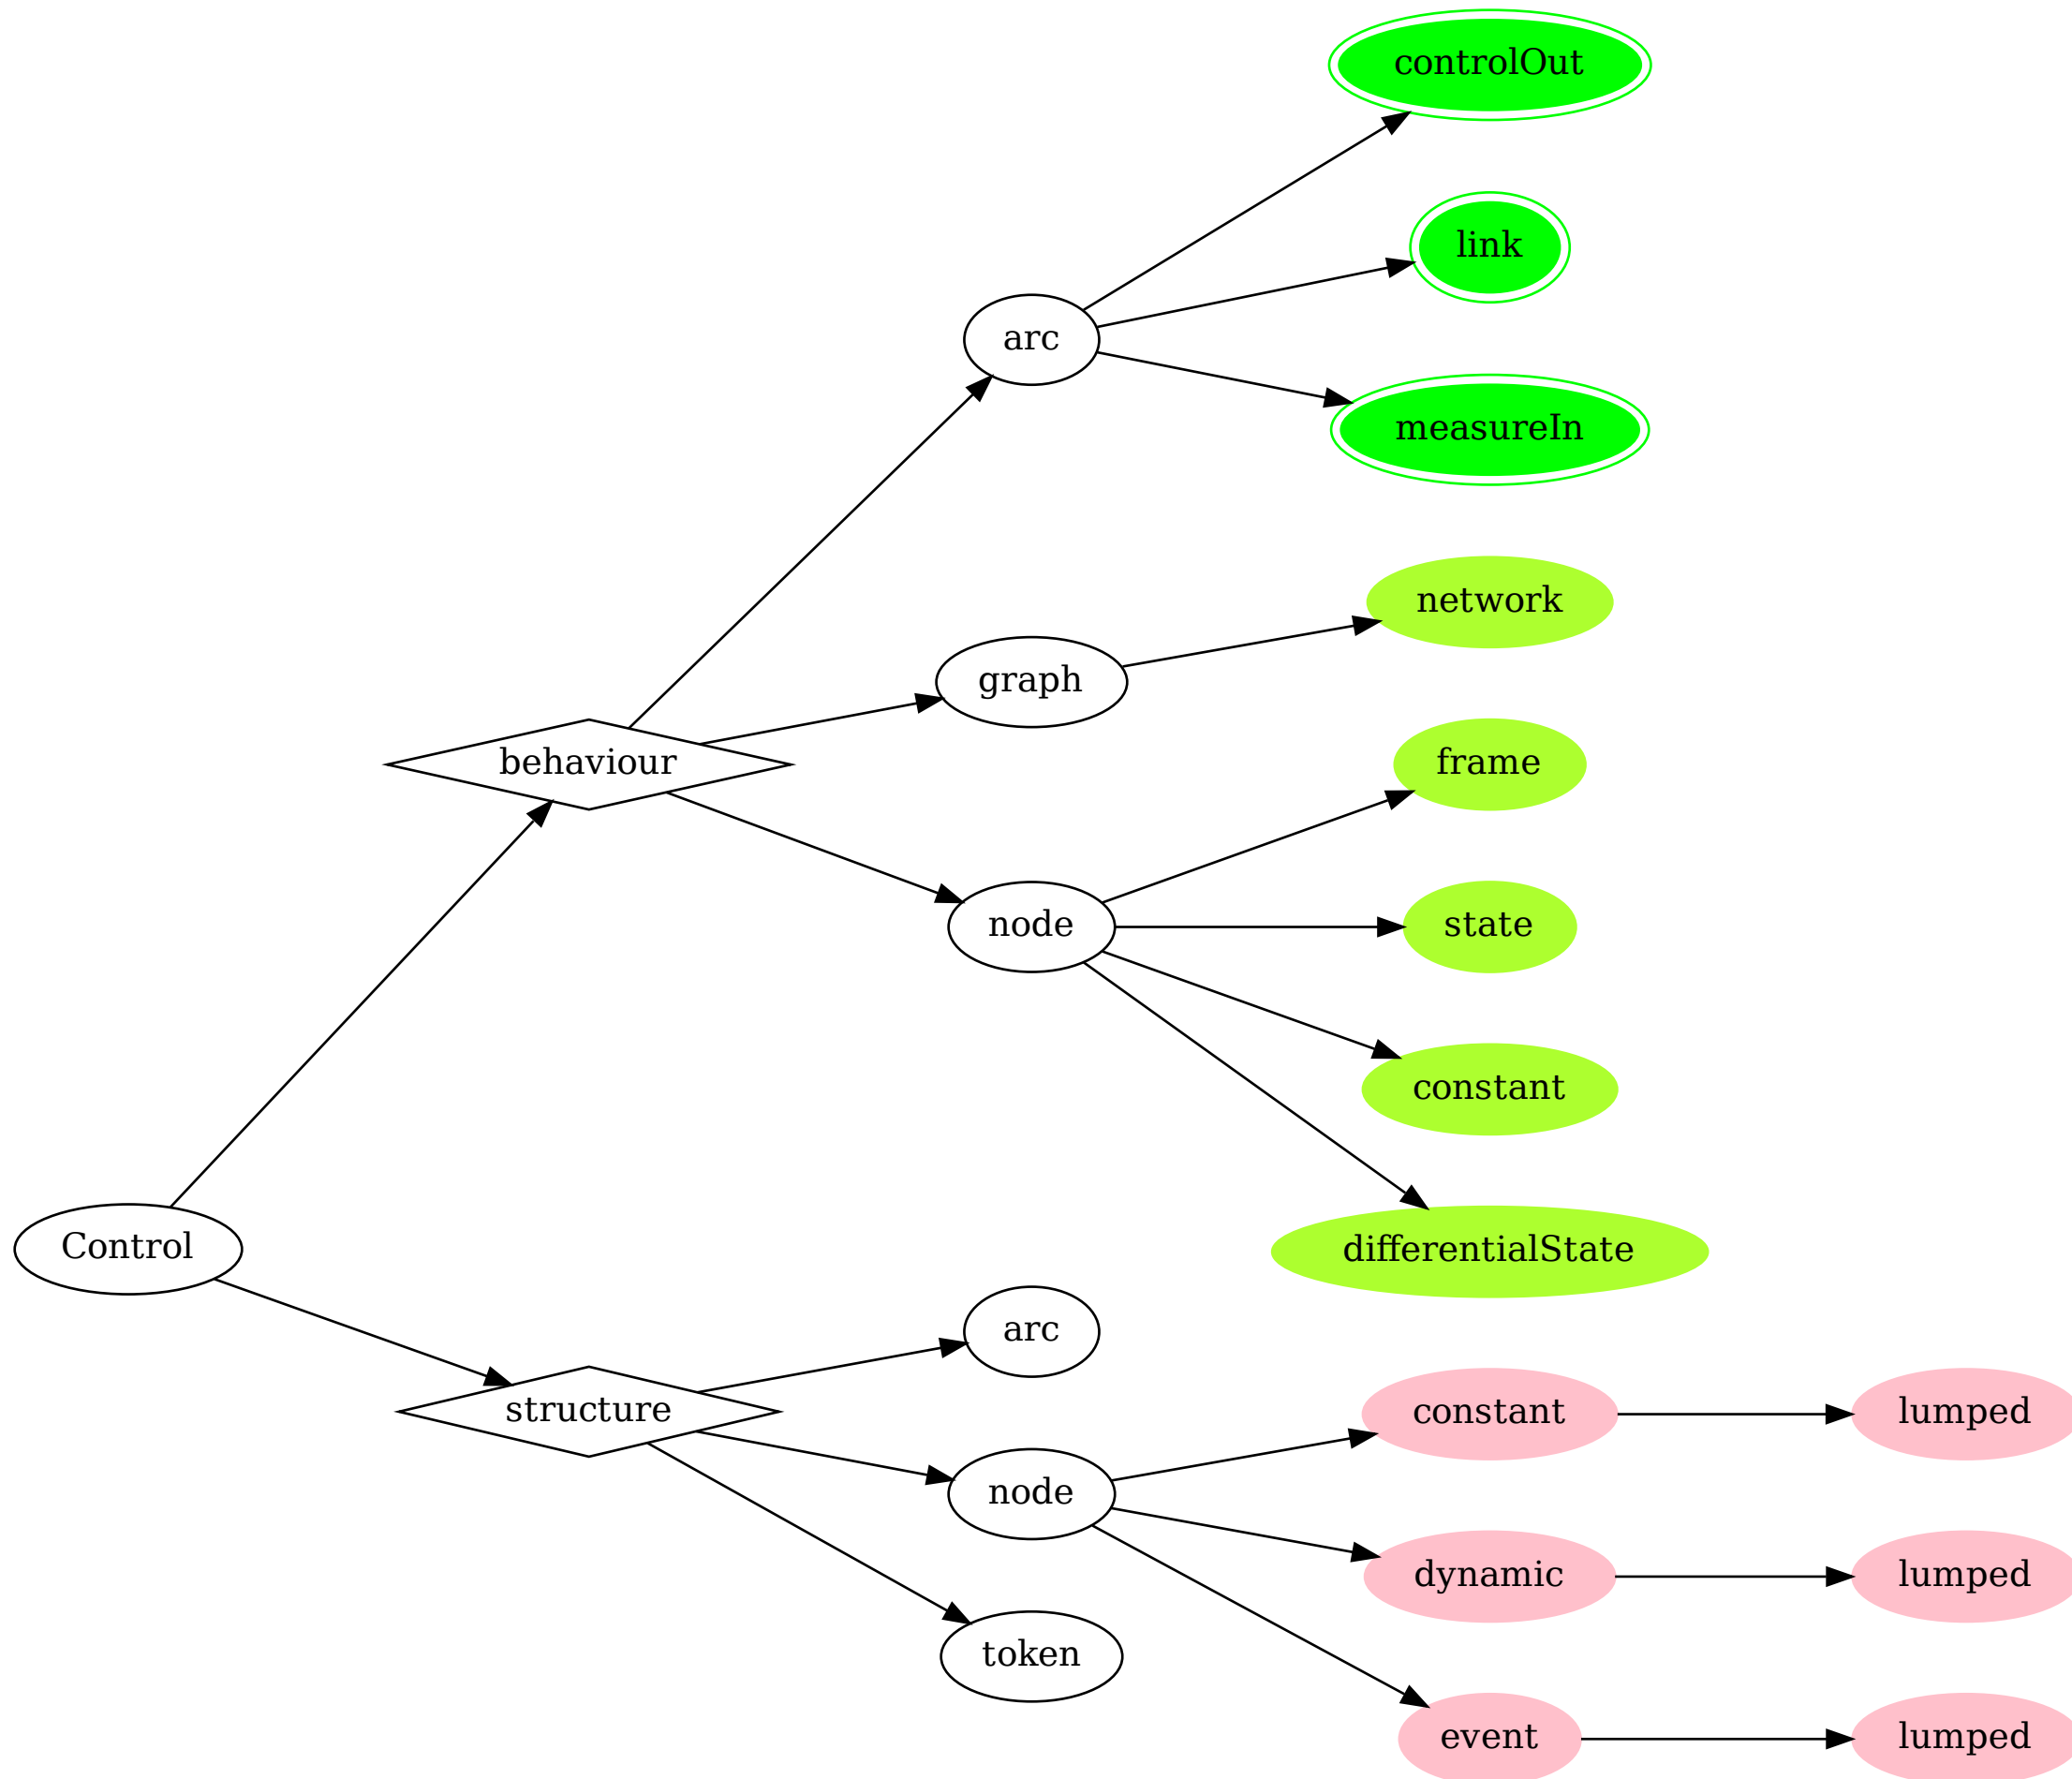 controlOut
link
arc
measureIn
network
graph
behaviour
frame
node
state
constant
Control
differentialState
arc
structure
constant
lumped
node
dynamic
lumped
token
event
lumped